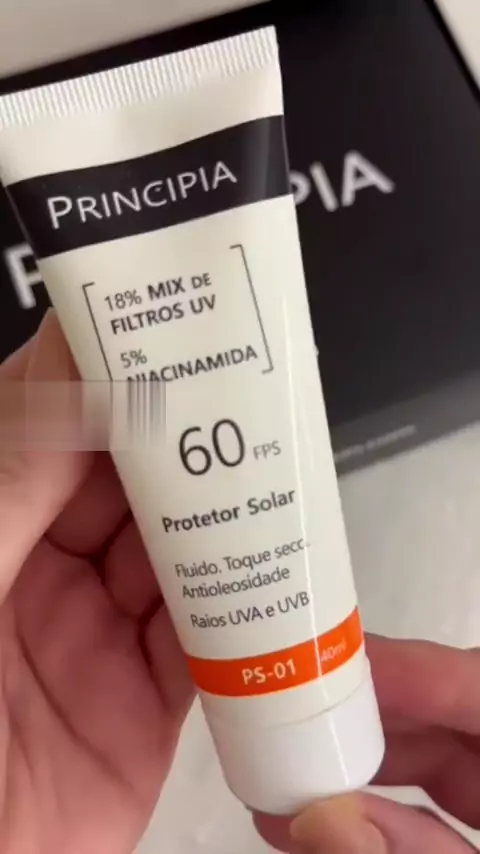 PRINCIPIA
18% MIX DE
FILTROS UV
5%
NIACINAMIDA
60 FPS
Protetor Solar
Fluido. Toque seco.
Antioleosidade
Raios UVA e UVB
PS-01 40ml
PIA